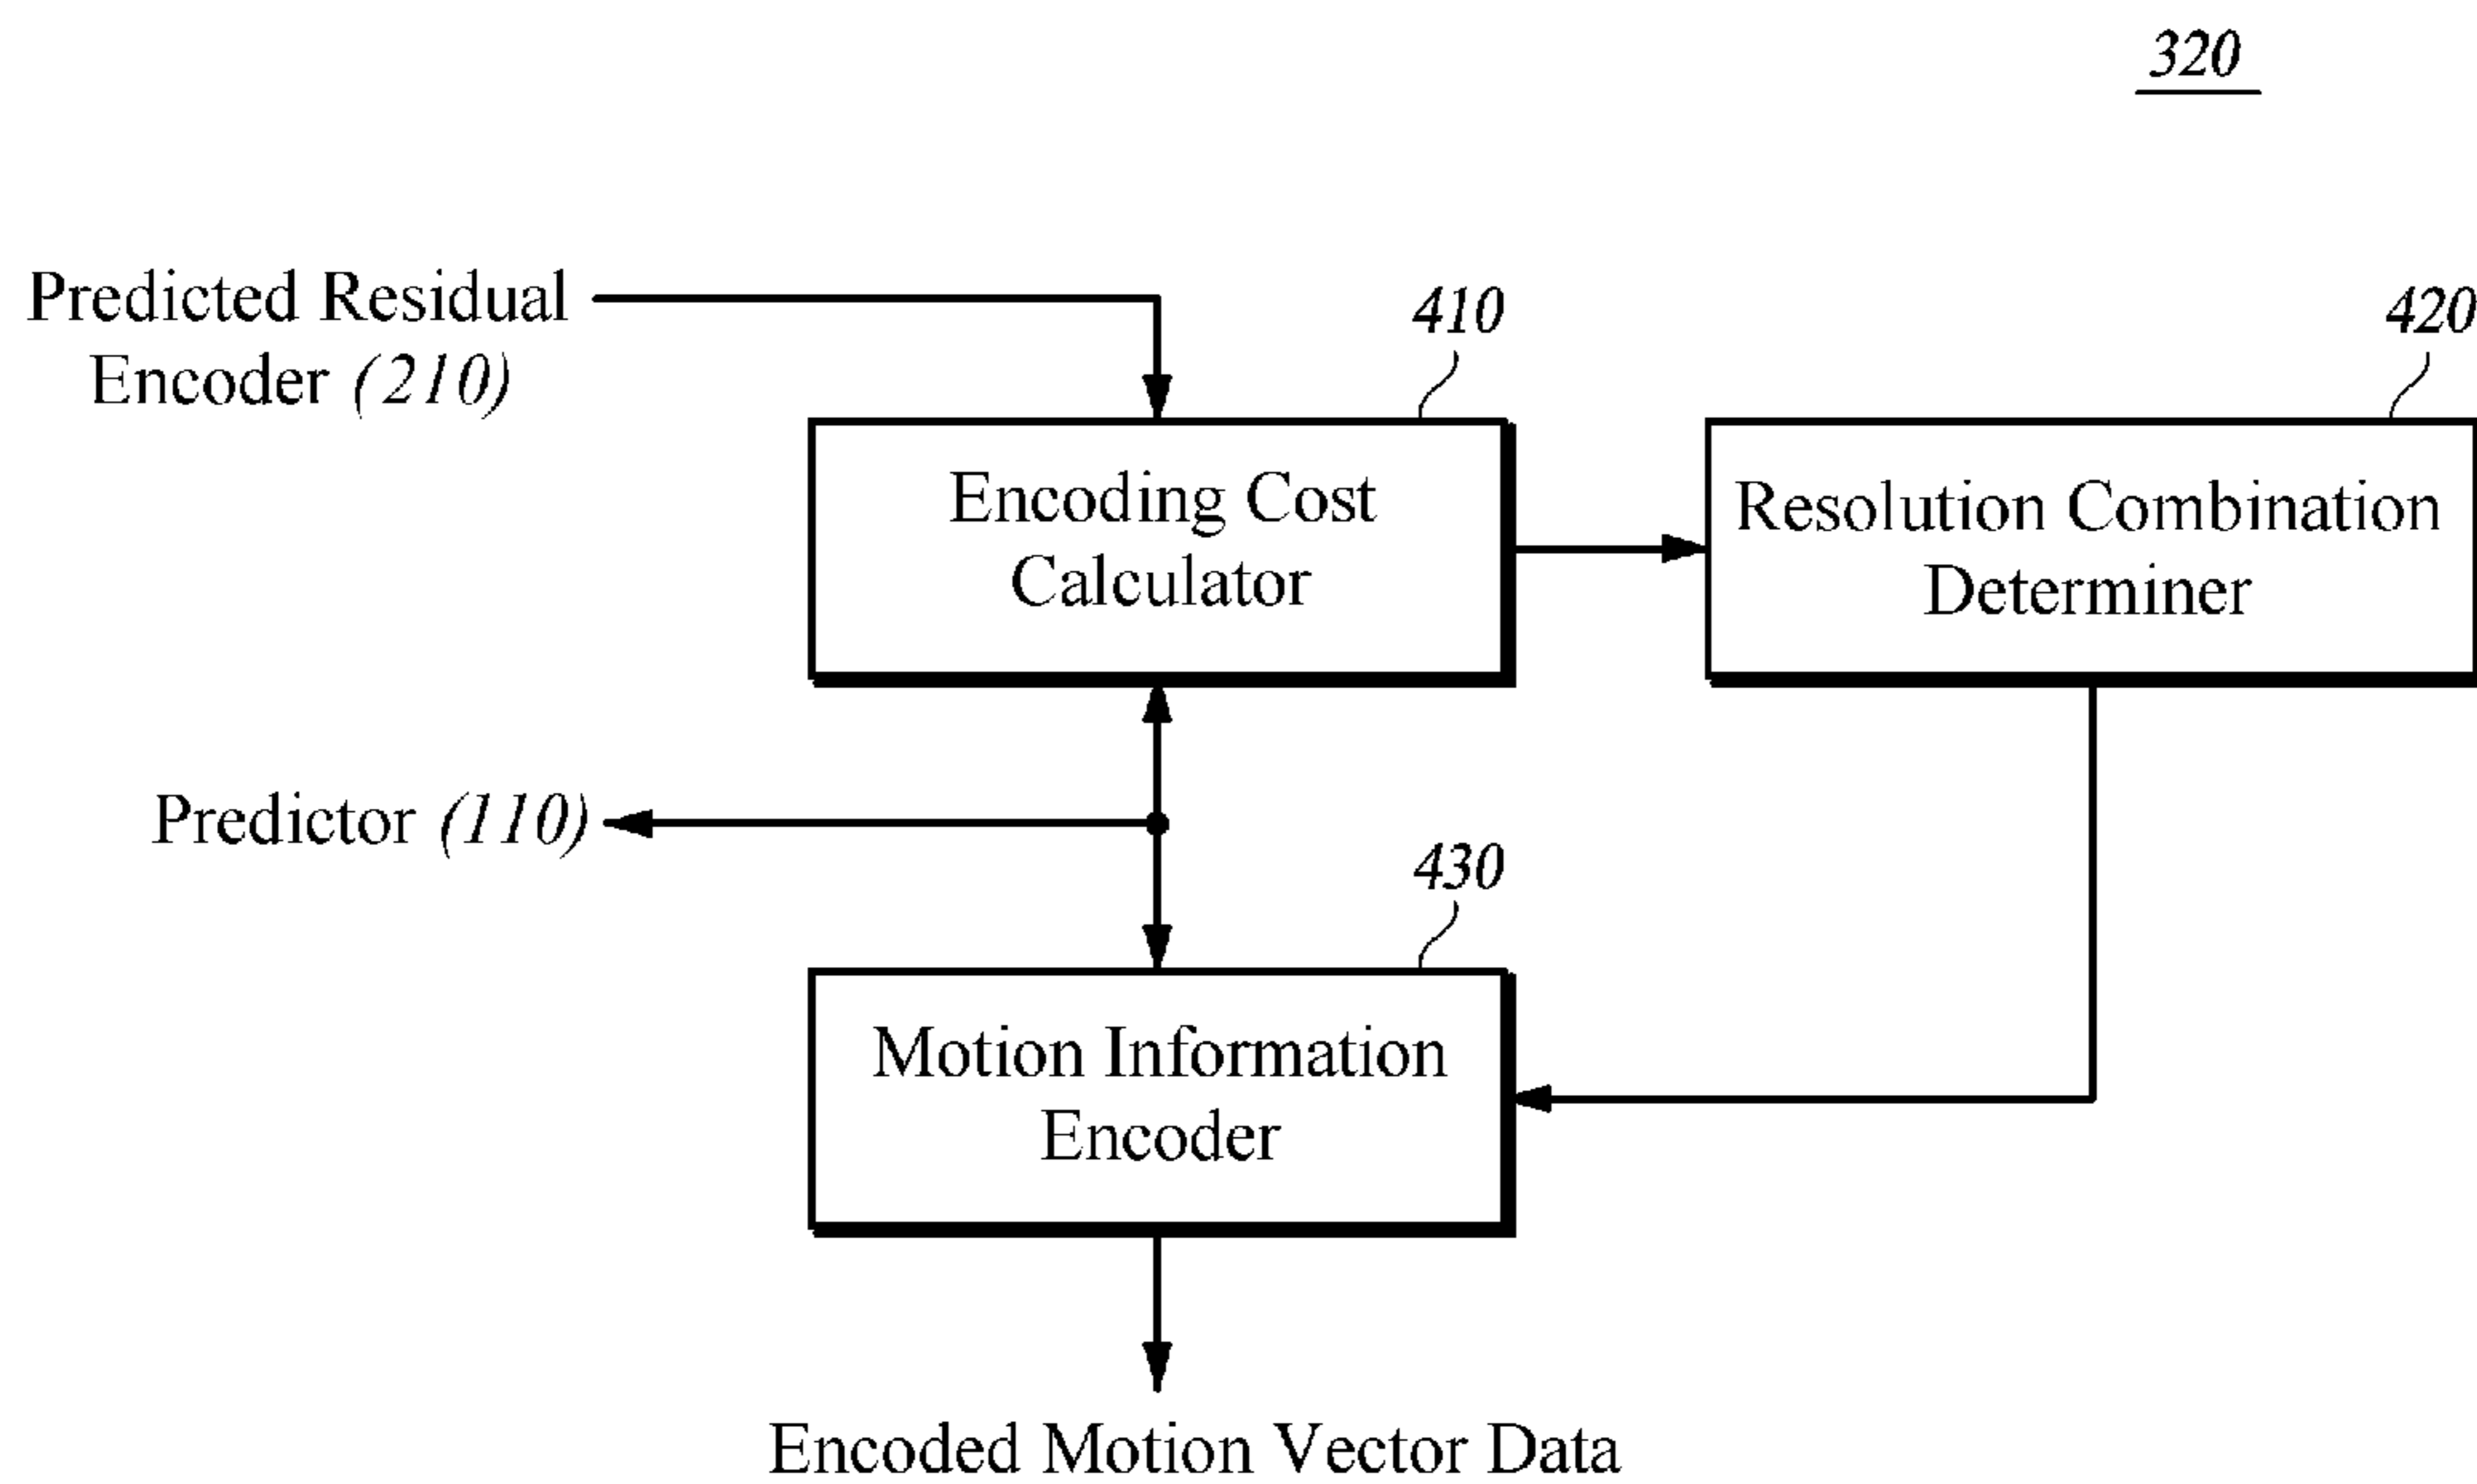 320
Predicted Residual
Encoder (210)
410
420
Encoding Cost
Calculator
Resolution Combination
Determiner
Predictor (110)
430
Motion Information
Encoder
Encoded Motion Vector Data